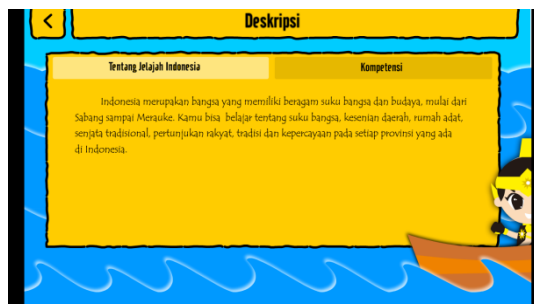 Deskripsi
Tentang Jelajah Indonesia
Kompetensi
Indonesia merupakan bangsa yang memiliki beragam suku bangsa dan budaya, mulai dari
Sabang sampai Merauke. Kamu bisa belajar tentang suku bangsa, kesenian daerah, rumah adat,
senjata tradisional, pertunjukan rakyat, tradisi dan kepercayaan pada setiap provinsi yang ada
di Indonesia.